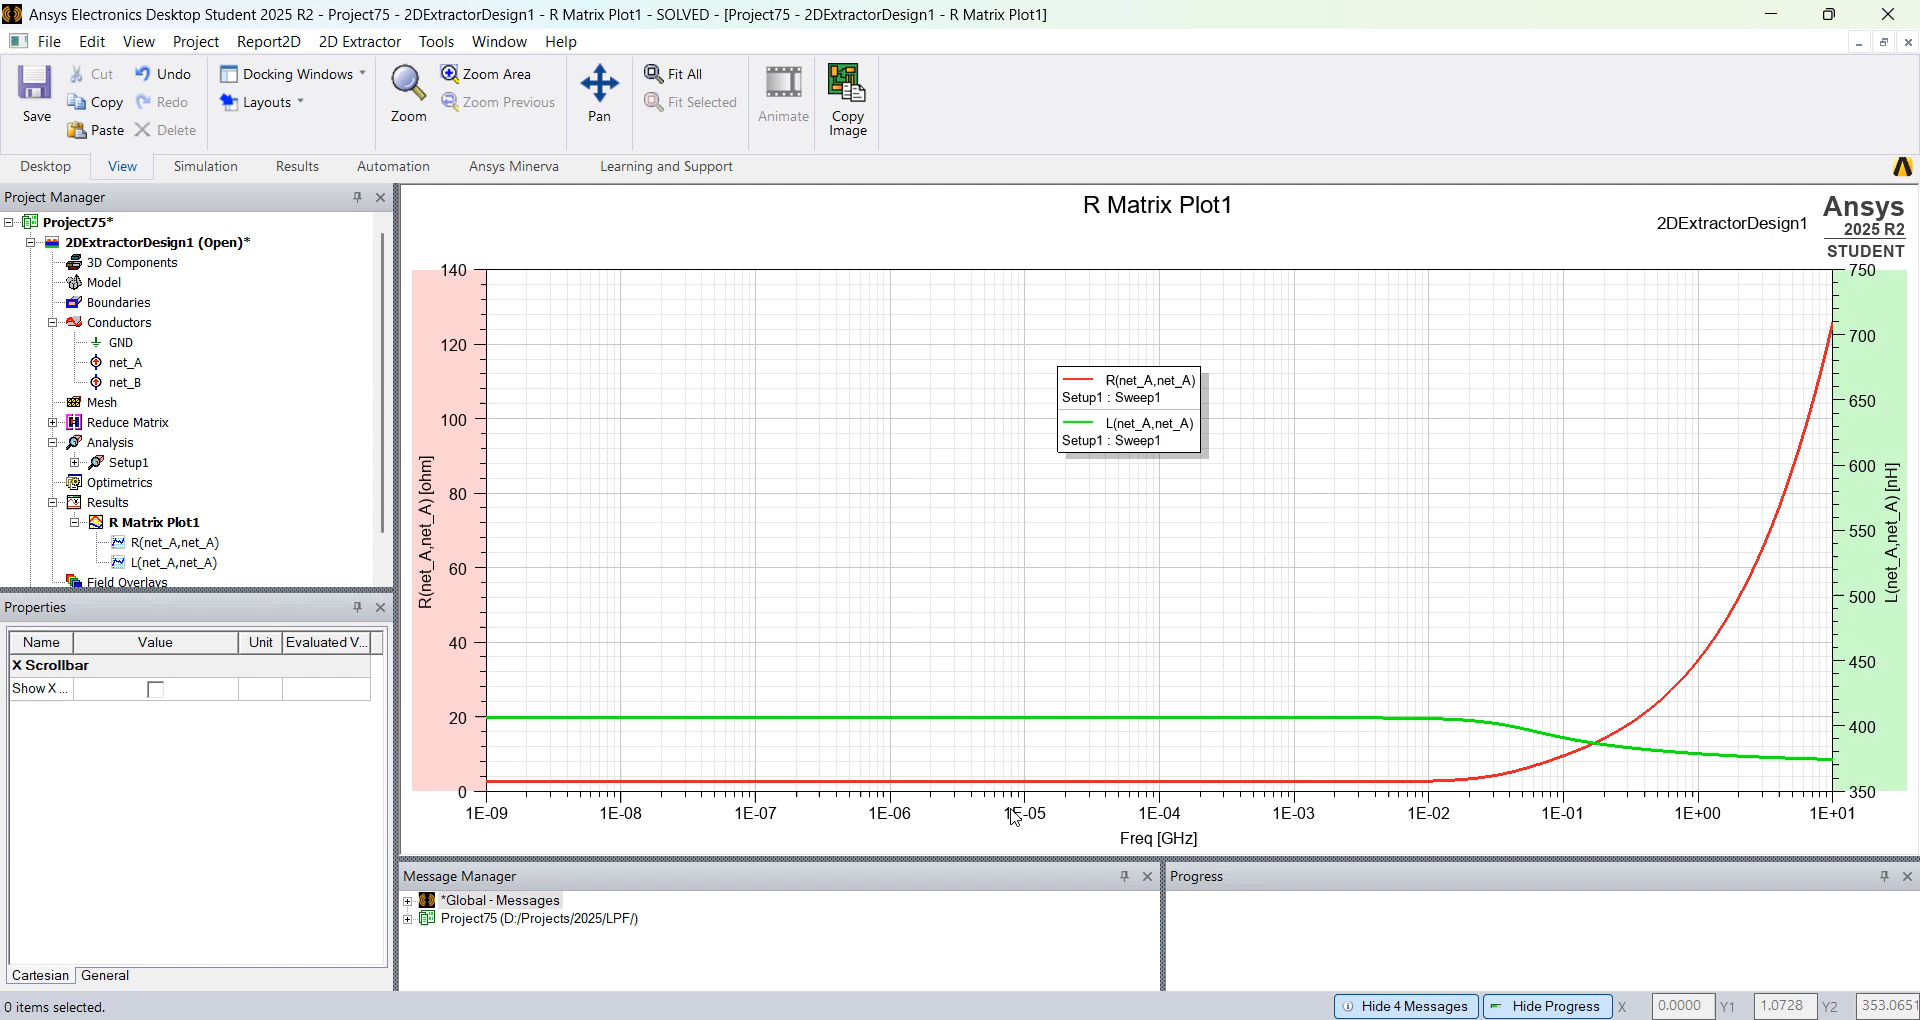 Ansys Electronics Desktop Student 2025 R2 - Project75 - 2DExtractorDesign1 - R Matrix Plot1 - SOLVED - [Project75 - 2DExtractorDesign1 - R Matrix Plot1]
File Edit View Project Report2D 2D Extractor Tools Window Help
Save
Cut
Copy
Paste
Undo
Redo
Delete
Docking Windows
Layouts
Zoom
Zoom Area
Zoom Previous
Pan
Fit All
Fit Selected
Animate
Copy
Image
Desktop View Simulation Results Automation Ansys Minerva Learning and Support
Project Manager
Project75*
2DExtractorDesign1 (Open)*
3D Components
Model
Boundaries
Conductors
GND
net_A
net_B
Mesh
Reduce Matrix
Analysis
Setup1
Optimetrics
Results
R Matrix Plot1
R(net_A,net_A)
L(net_A,net_A)
Field Overlays
Properties
Name Value Unit Evaluated V...
X Scrollbar
Show X ...
Cartesian General
R Matrix Plot1
2DExtractorDesign1
Ansys
2025 R2
STUDENT
R(net_A,net_A) [ohm]
140
120
100
80
60
40
20
0
R(net_A,net_A)
Setup1 : Sweep1
L(net_A,net_A)
Setup1 : Sweep1
750
700
650
600
550
500
450
400
350
L(net_A,net_A) [nH]
1E-09 1E-08 1E-07 1E-06 1E-05 1E-04 1E-03 1E-02 1E-01 1E+00 1E+01
Freq [GHz]
Message Manager
*Global - Messages
Project75 (D:/Projects/2025/LPF/)
Progress
0 items selected.
Hide 4 Messages Hide Progress X 0.0000 Y1 1.0728 Y2 353.0651